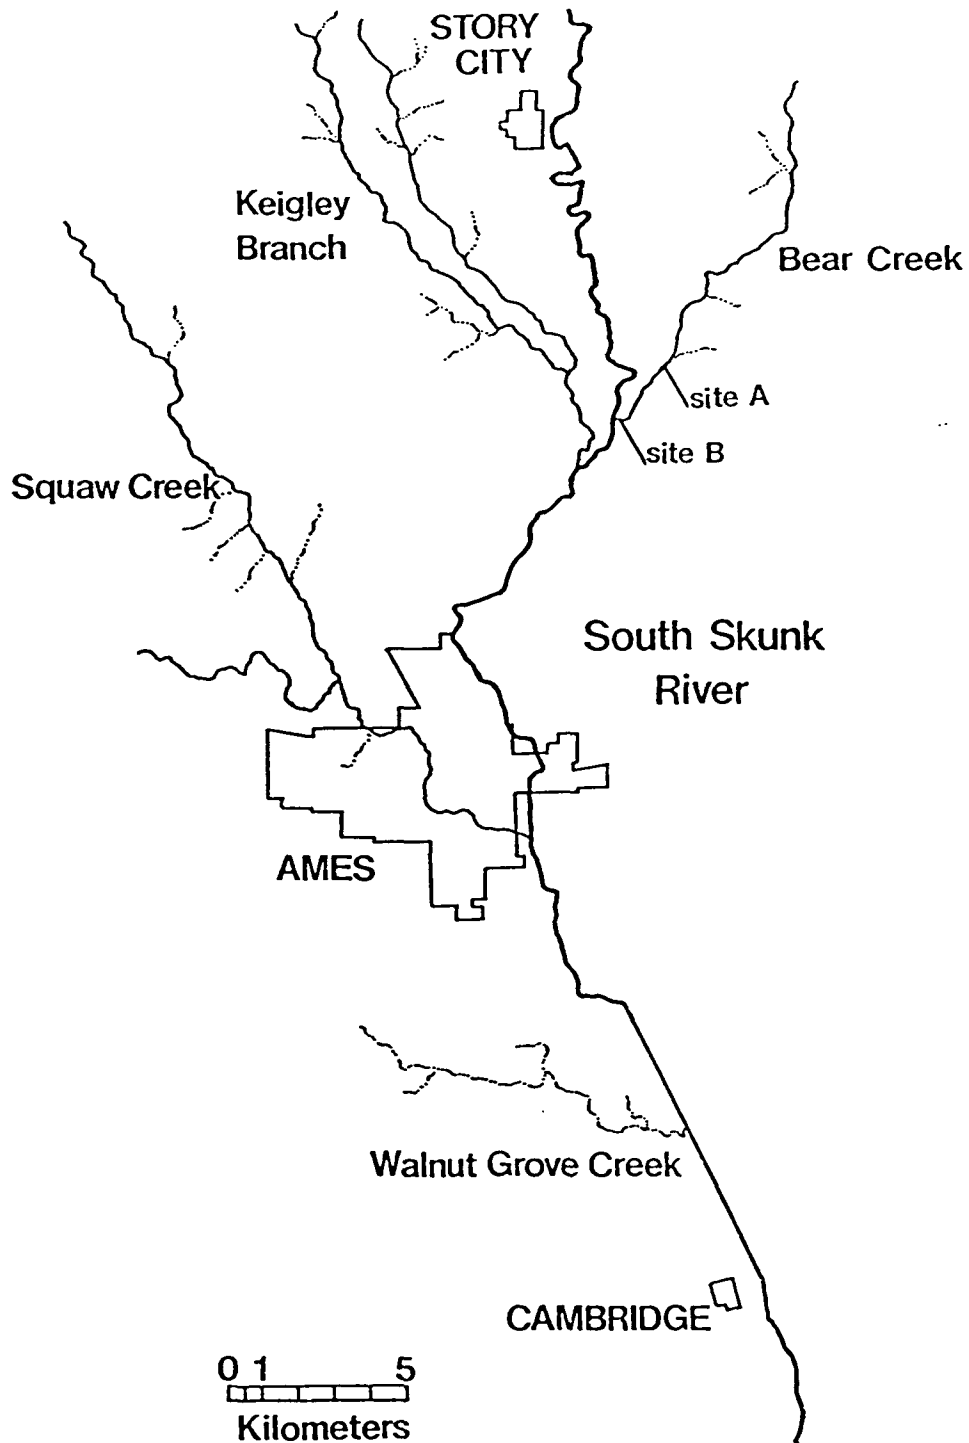 STORY
CITY
Keigley
Branch
Bear Creek
site A
site B
Squaw Creek
South Skunk
River
AMES
Walnut Grove Creek
CAMBRIDGE
0 1 5
Kilometers